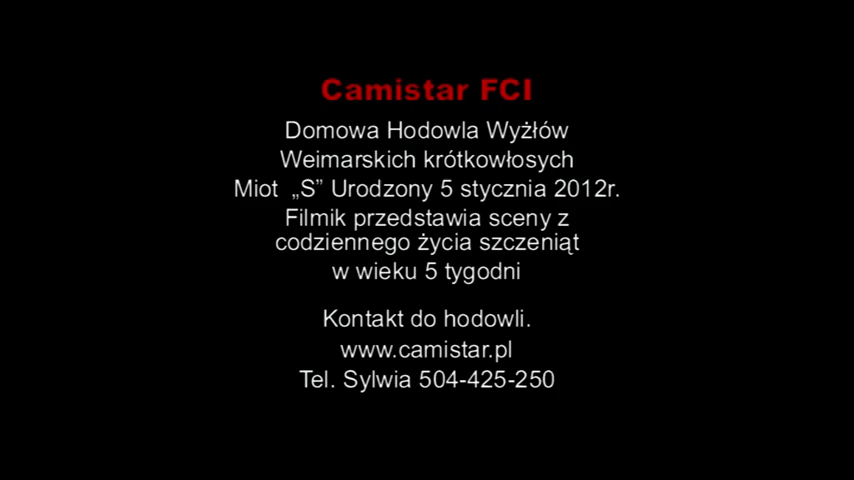 Camistar FCI
Domowa Hodowla Wyżłów
Weimarskich krótkowłosych
Miot „S” Urodzony 5 stycznia 2012r.
Filmik przedstawia sceny z
codziennego życia szczeniąt
w wieku 5 tygodni
Kontakt do hodowli.
www.camistar.pl
Tel. Sylwia 504-425-250